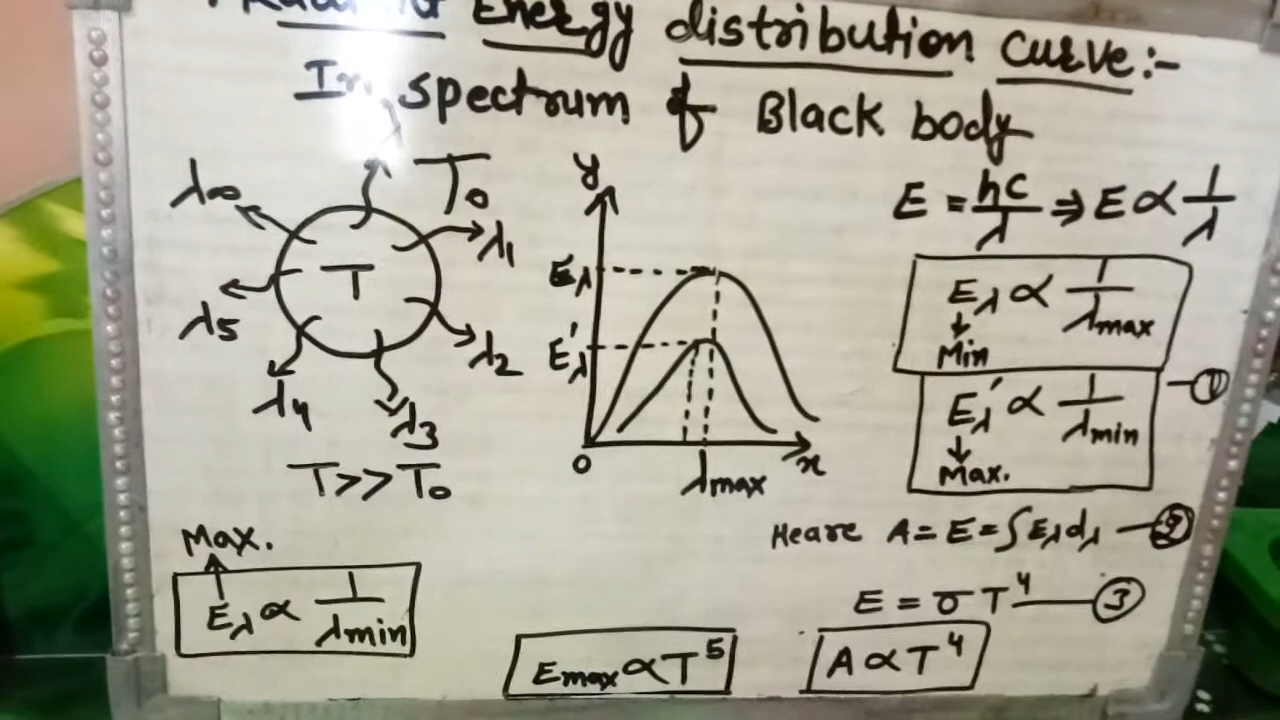 Radiant Energy distribution curve:-
In spectrum of Black body
λ∞
T₀
λ₁
T
λ₅
λ₂
λ₄
λ₃
T>>T₀
y
Eλ
E'λ
0
λmax
x
E = hc/λ ⇒ E ∝ 1/λ
Eλ ∝ 1/λmax
↓
Min
E'λ ∝ 1/λmin
↓
Max.
①
Heare A = E = ∫Eλdλ — ②
E = σT⁴ — ③
Max.
Eλ ∝ 1/λmin
Emax ∝ T⁵
A ∝ T⁴